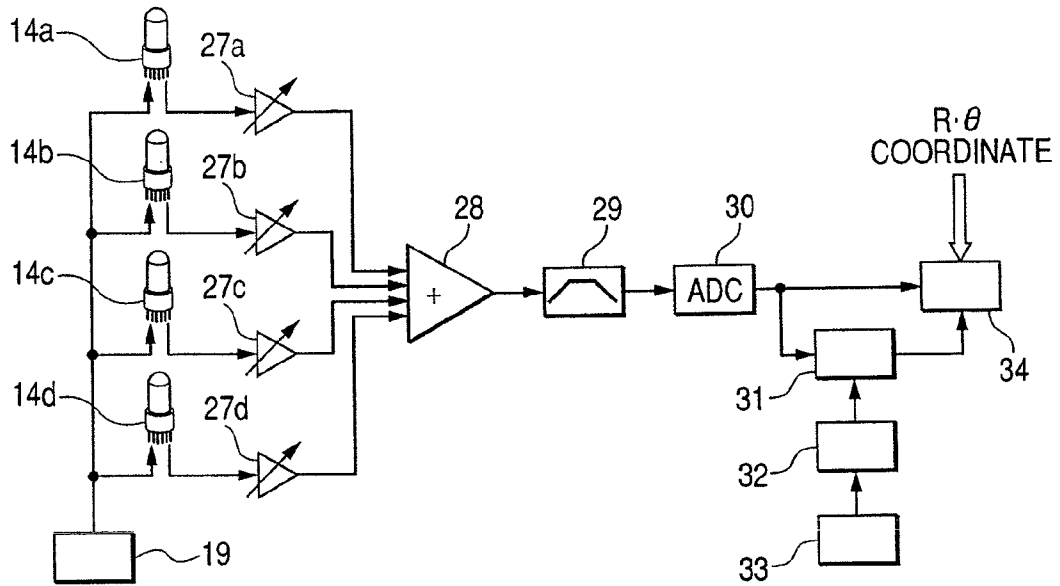 14a
27a
14b
27b
14c
27c
14d
27d
19
28
+
29
30
ADC
R·θ
COORDINATE
34
31
32
33